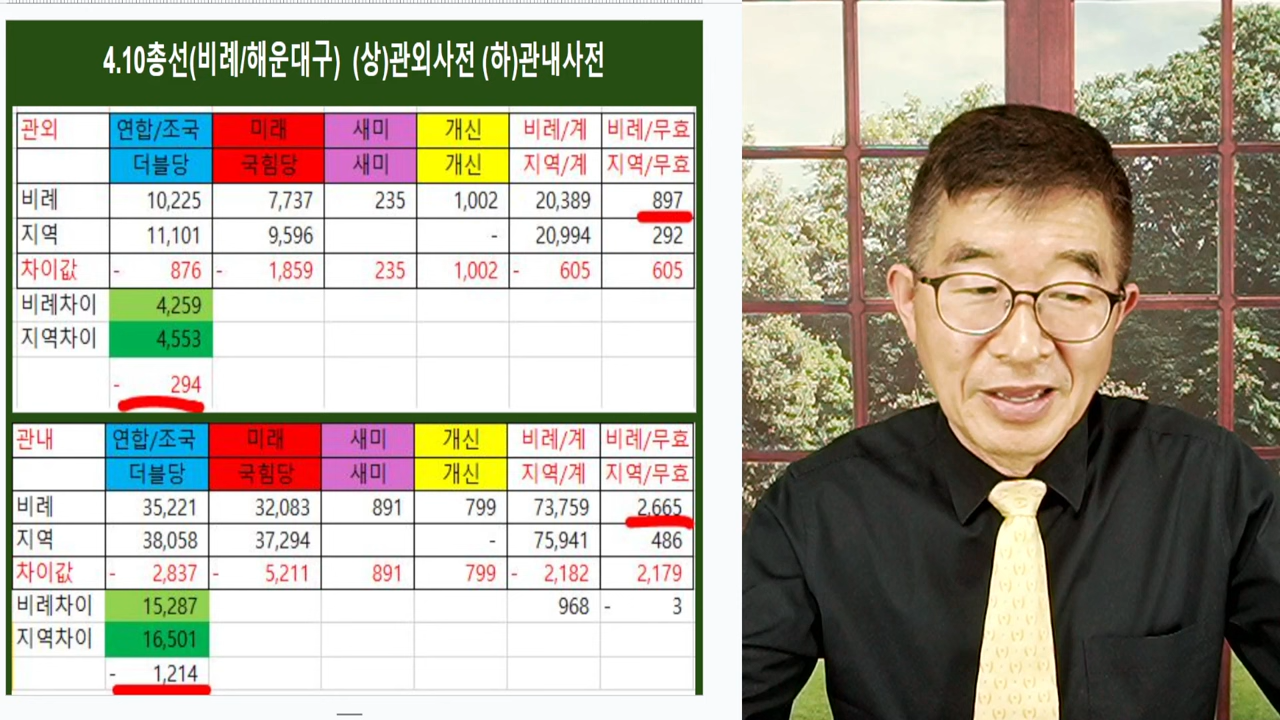 4.10총선(비례/해운대구) (상)관외사전 (하)관내사전
관외 연합/조국 미래 새미 개신 비례/계 비례/무효
더블당 국힘당 새미 개신 지역/계 지역/무효
비례 10,225 7,737 235 1,002 20,389 897
지역 11,101 9,596 - 20,994 292
차이값 - 876 - 1,859 235 1,002 - 605 605
비례차이 4,259
지역차이 4,553
- 294
관내 연합/조국 미래 새미 개신 비례/계 비례/무효
더블당 국힘당 새미 개신 지역/계 지역/무효
비례 35,221 32,083 891 799 73,759 2,665
지역 38,058 37,294 - 75,941 486
차이값 - 2,837 - 5,211 891 799 - 2,182 2,179
비례차이 15,287 968 - 3
지역차이 16,501
- 1,214